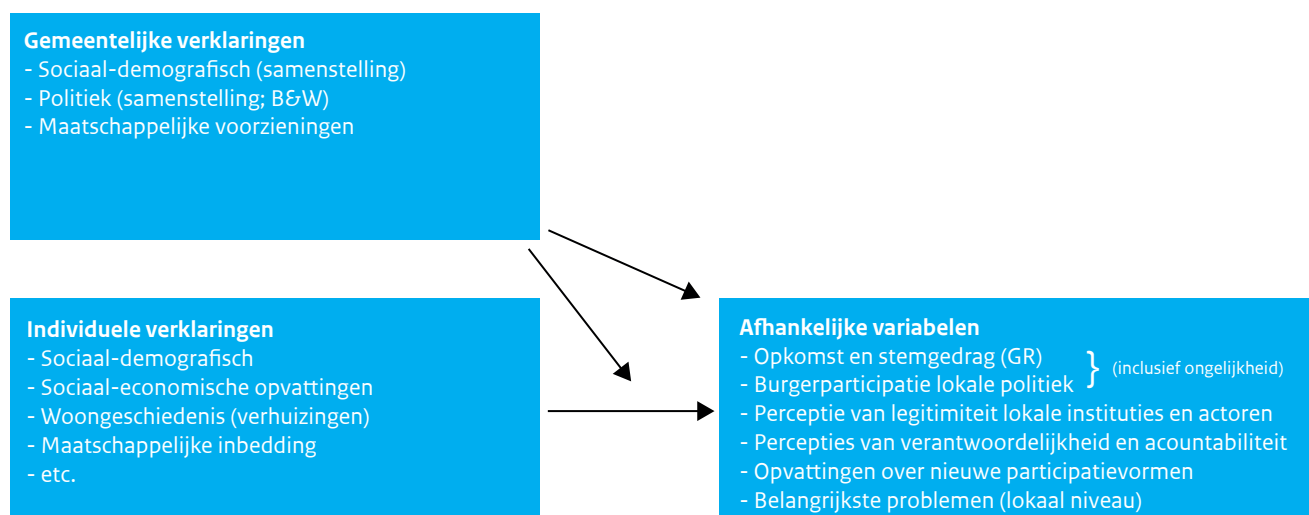 Gemeentelijke verklaringen
- Sociaal-demografisch (samenstelling)
- Politiek (samenstelling; B&W)
- Maatschappelijke voorzieningen
Individuele verklaringen
- Sociaal-demografisch
- Sociaal-economische opvattingen
- Woongeschiedenis (verhuizingen)
- Maatschappelijke inbedding
- etc.
Afhankelijke variabelen
- Opkomst en stemgedrag (GR)
- Burgerparticipatie lokale politiek } (inclusief ongelijkheid)
- Perceptie van legitimiteit lokale instituties en actoren
- Percepties van verantwoordelijkheid en acountabiliteit
- Opvattingen over nieuwe participatievormen
- Belangrijkste problemen (lokaal niveau)